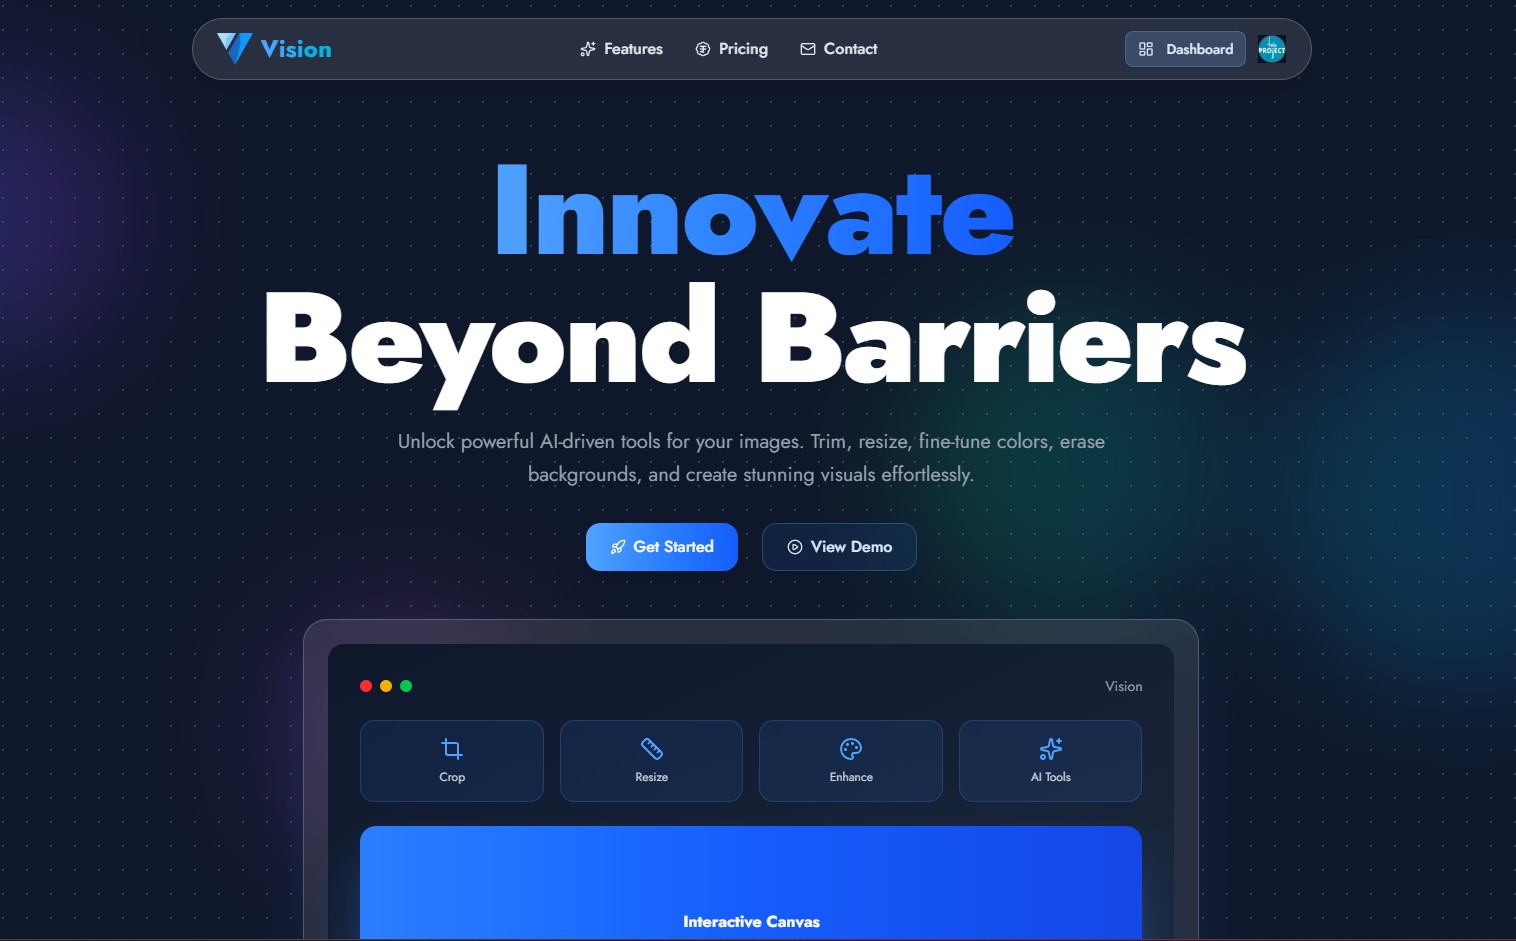 Vision
Features
Pricing
Contact
Dashboard
PROJECT
Innovate
Beyond Barriers
Unlock powerful AI-driven tools for your images. Trim, resize, fine-tune colors, erase
backgrounds, and create stunning visuals effortlessly.
Get Started
View Demo
Vision
Crop
Resize
Enhance
AI Tools
Interactive Canvas